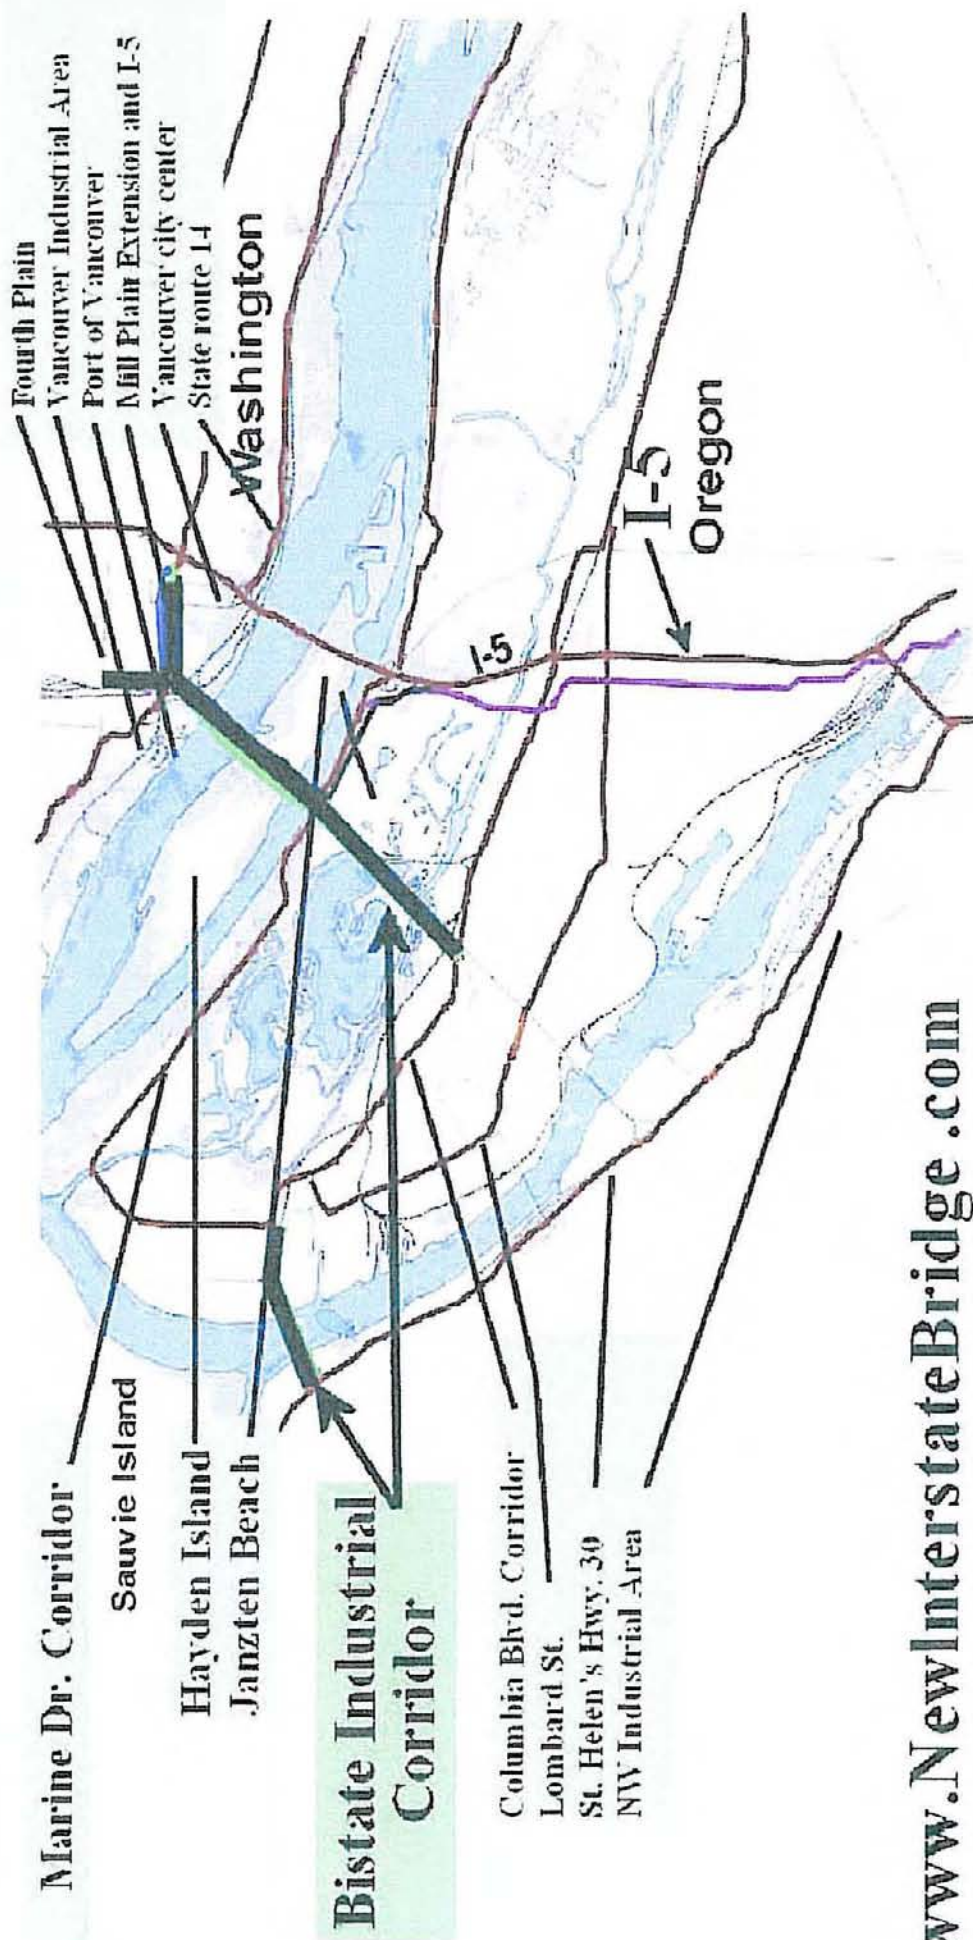 Marine Dr. Corridor
Sauvie Island
Hayden Island
Janzten Beach
Bistate Industrial
Corridor
Columbia Blvd. Corridor
Lombard St.
St. Helen's Hwy. 30
NW Industrial Area
Fourth Plain
Vancouver Industrial Area
Port of Vancouver
Mill Plain Extension and I-5
Vancouver city center
State route 14
Washington
I-5
I-5
Oregon
www.NewInterstateBridge.com